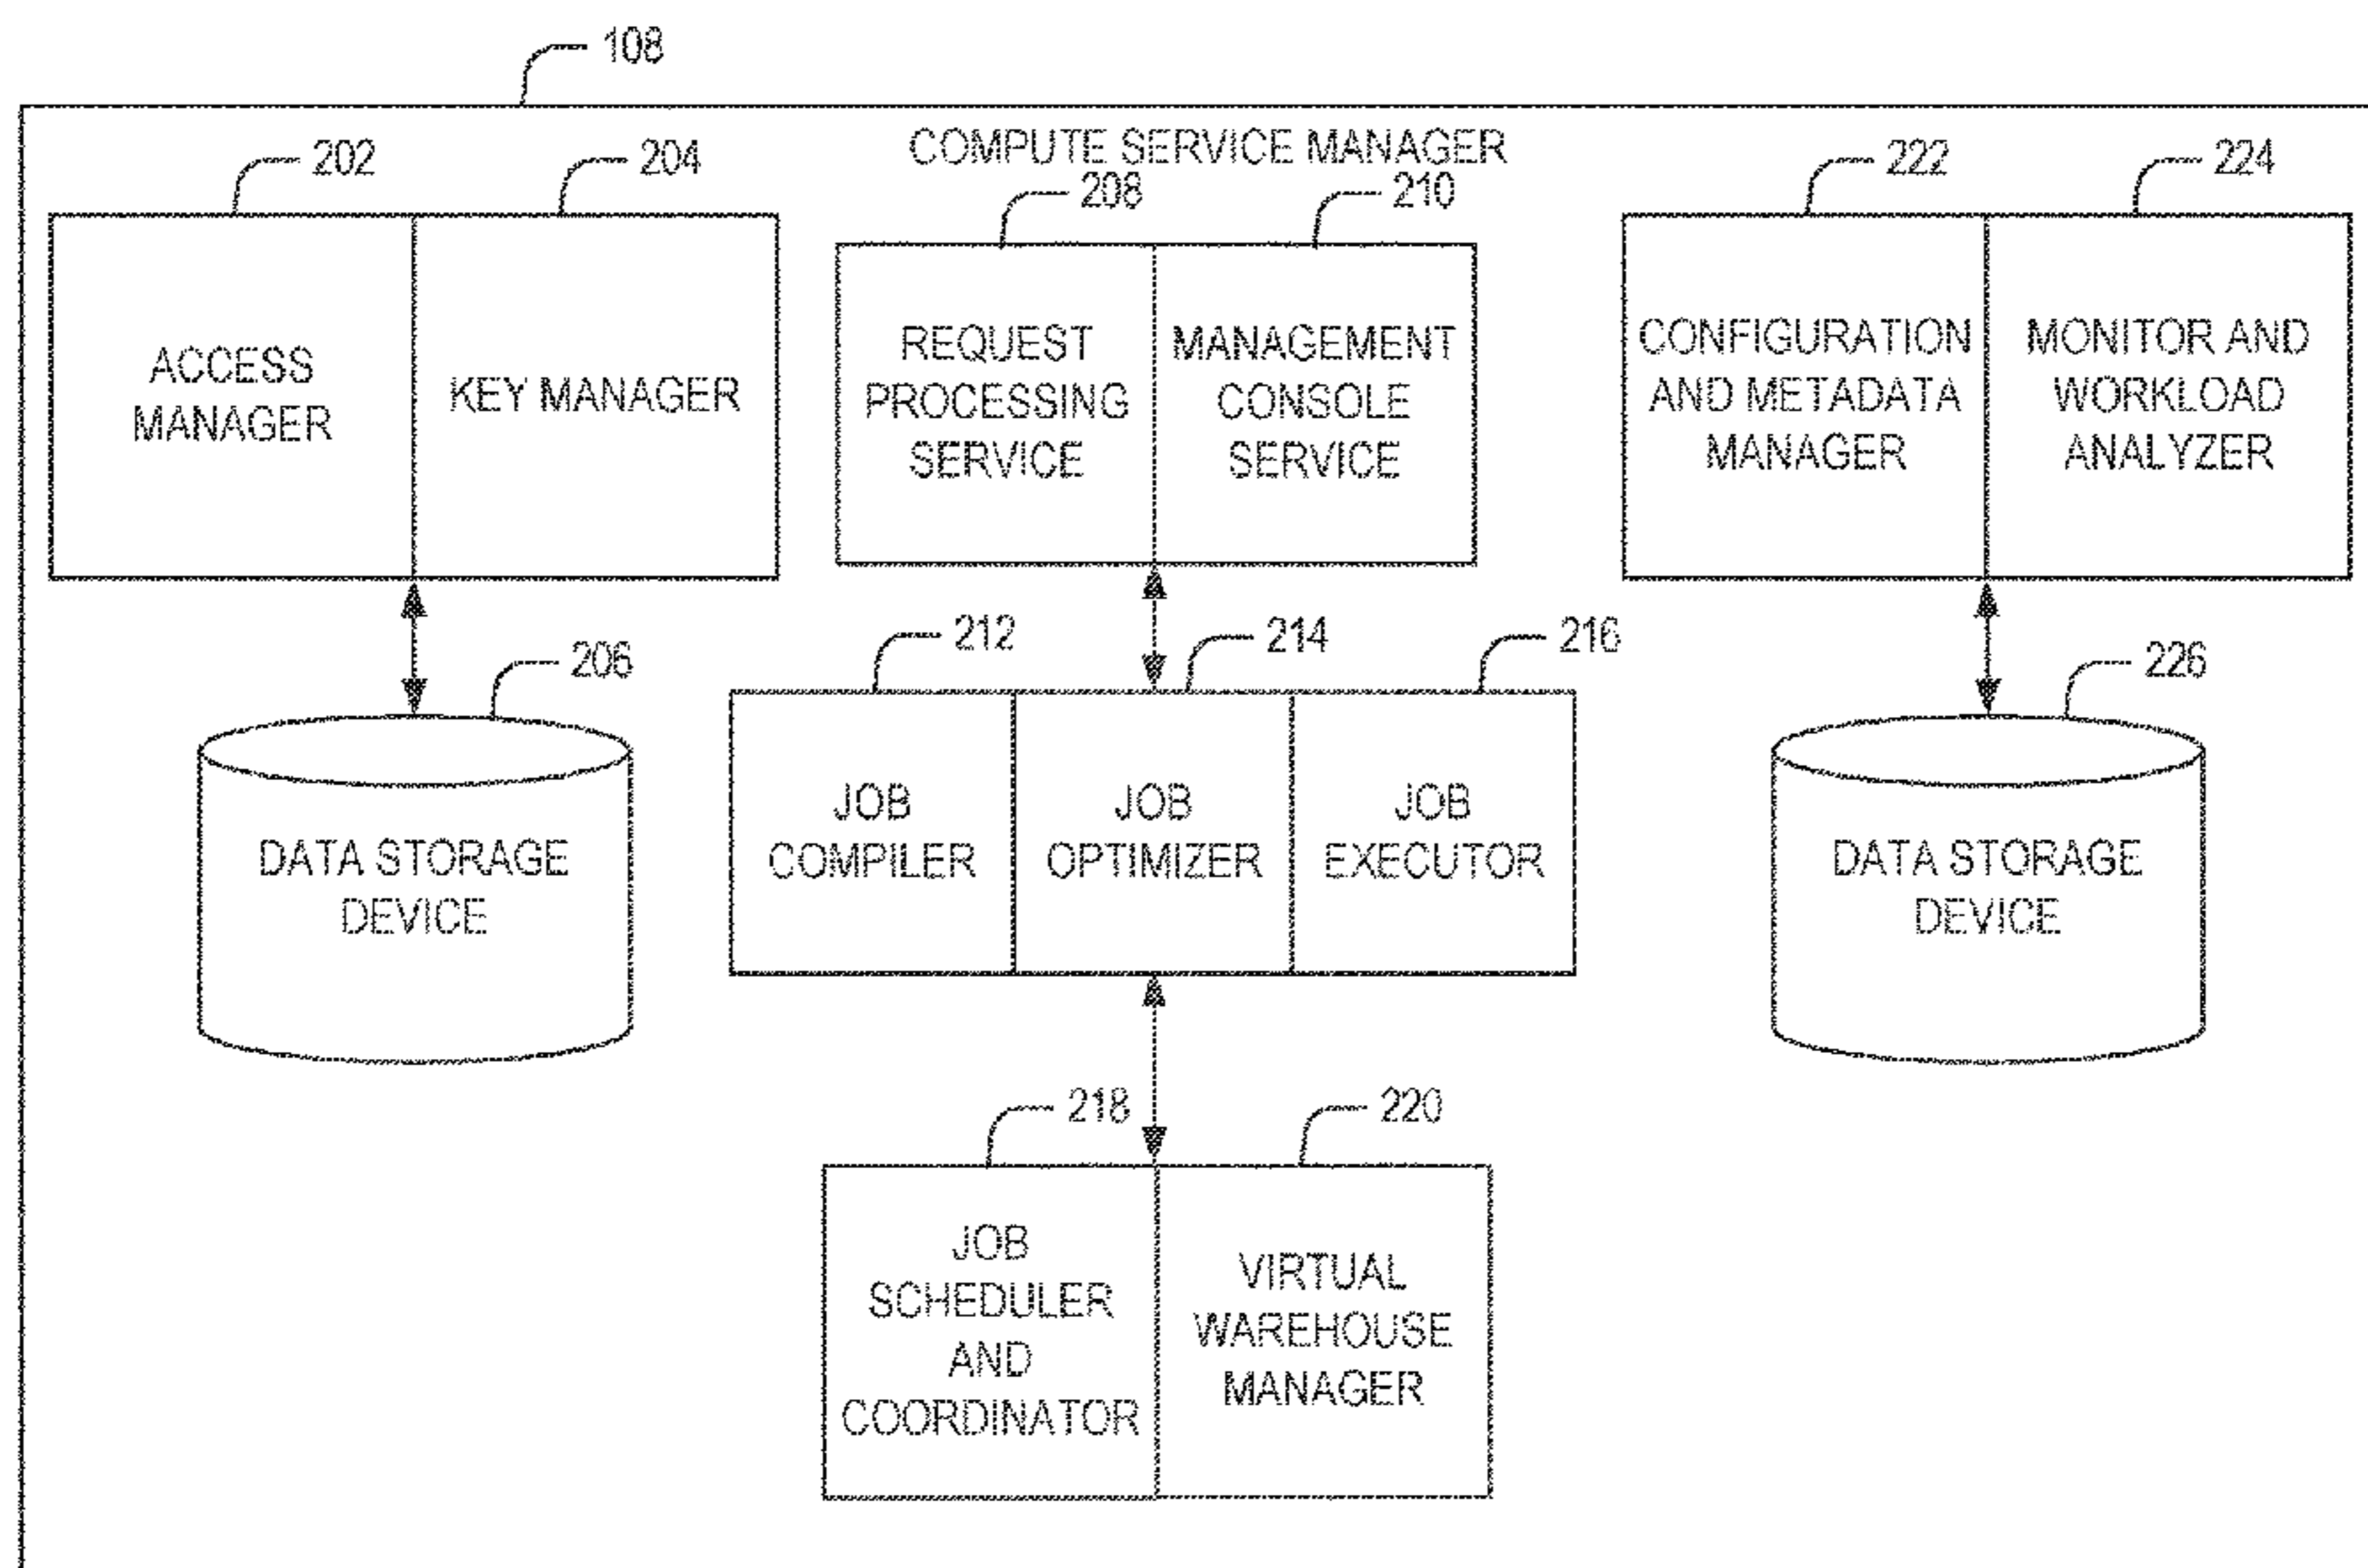 108
COMPUTE SERVICE MANAGER
202
204
208
210
222
224
ACCESS
MANAGER
KEY MANAGER
REQUEST
PROCESSING
SERVICE
MANAGEMENT
CONSOLE
SERVICE
CONFIGURATION
AND METADATA
MANAGER
MONITOR AND
WORKLOAD
ANALYZER
206
212
214
216
226
DATA STORAGE
DEVICE
JOB
COMPILER
JOB
OPTIMIZER
JOB
EXECUTOR
DATA STORAGE
DEVICE
218
220
JOB
SCHEDULER
AND
COORDINATOR
VIRTUAL
WAREHOUSE
MANAGER